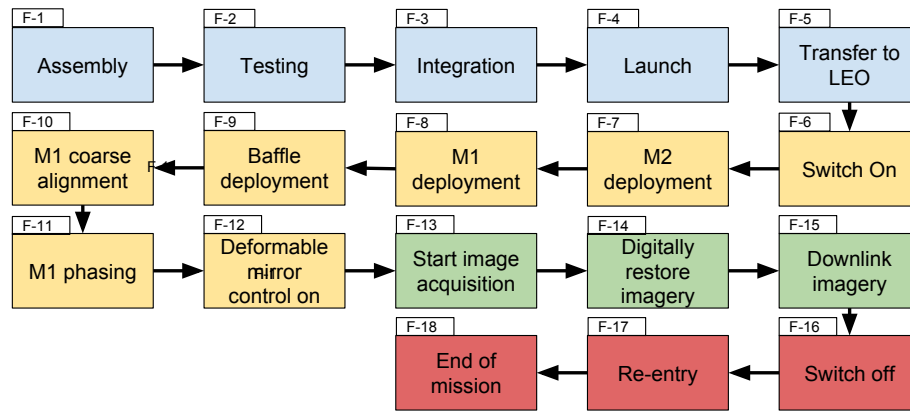 F-1
Assembly
F-2
Testing
F-3
Integration
F-4
Launch
F-5
Transfer to
LEO
F-6
Switch On
F-7
M2
deployment
F-8
M1
deployment
F-9
Baffle
deployment
F-10
M1 coarse
alignment
F-11
M1 phasing
F-12
Deformable
mirror
control on
F-13
Start image
acquisition
F-14
Digitally
restore
imagery
F-15
Downlink
imagery
F-16
Switch off
F-17
Re-entry
F-18
End of
mission